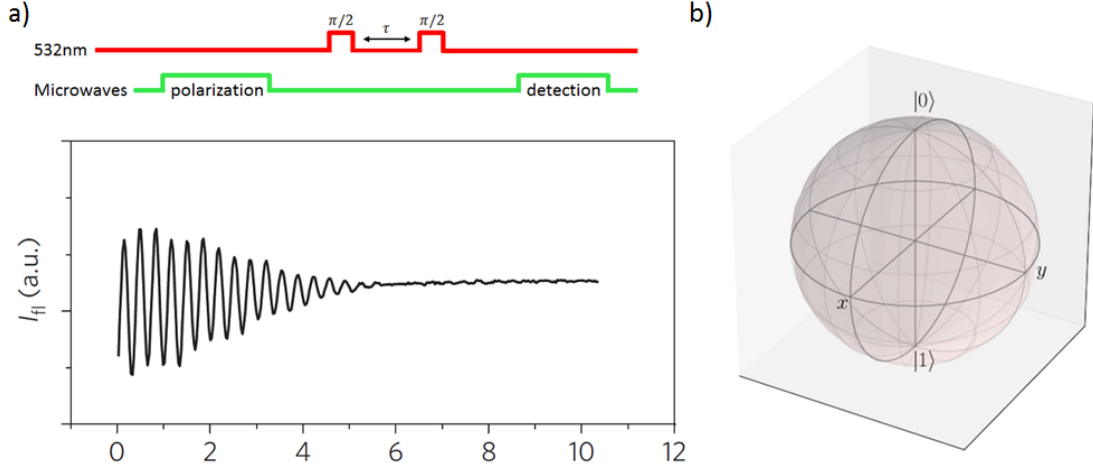 a)
π/2 τ π/2
532nm
Microwaves polarization detection
I_fl (a.u.)
0 2 4 6 8 10 12
b)
|0⟩
y
x
|1⟩